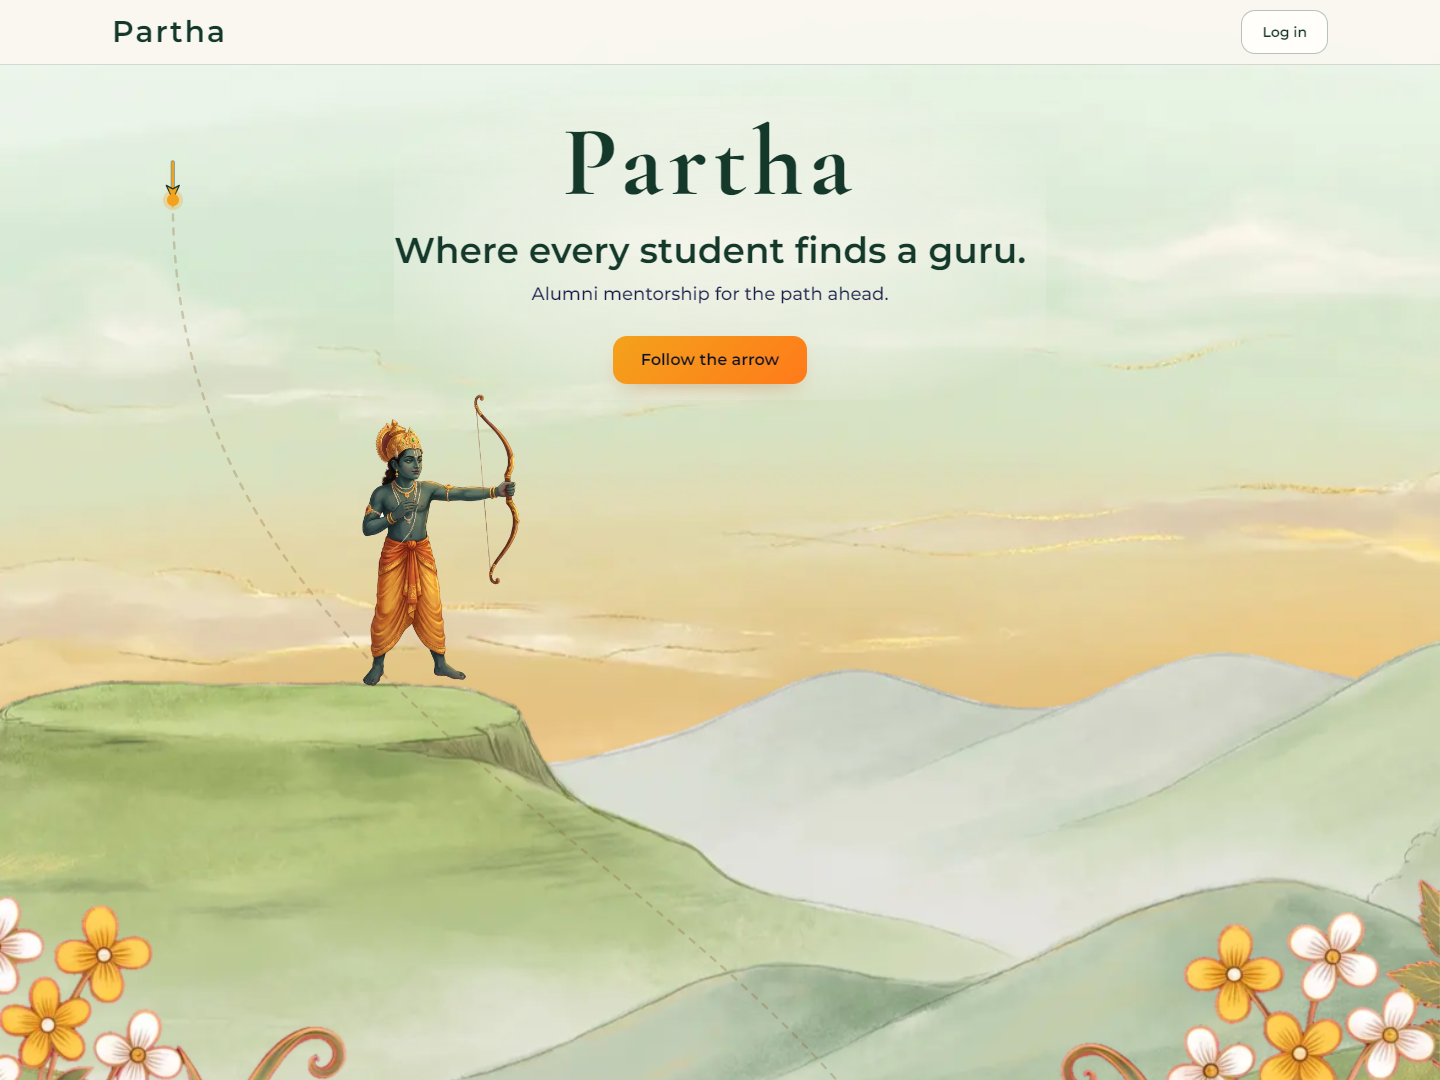 Partha
Log in
Partha
Where every student finds a guru.
Alumni mentorship for the path ahead.
Follow the arrow